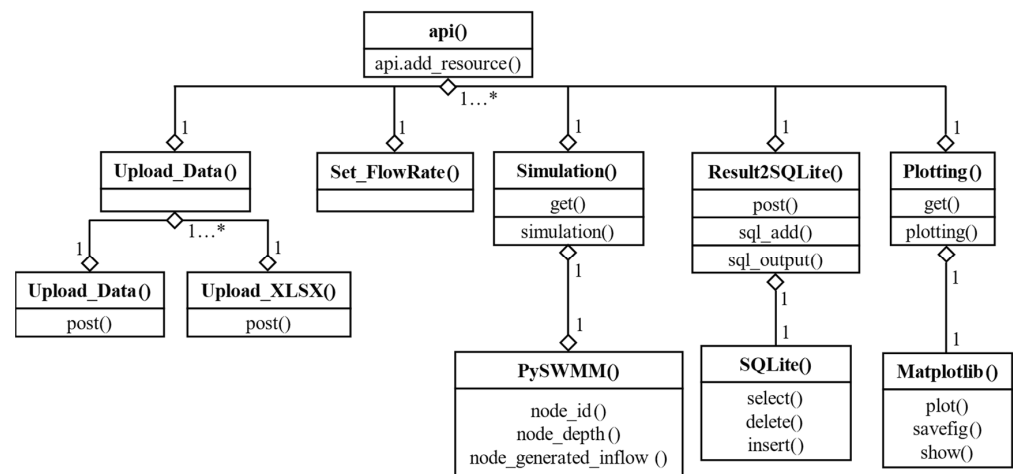 api()
api.add_resource()
1…*
1 1 1 1 1
Upload_Data() Set_FlowRate() Simulation() Result2SQLite() Plotting()
get() post() get()
simulation() sql_add() plotting()
sql_output()
1…*
1 1
Upload_Data() Upload_XLSX()
post() post()
1 1 1
1 1 1
PySWMM() SQLite() Matplotlib()
node_id() select() plot()
node_depth() delete() savefig()
node_generated_inflow () insert() show()